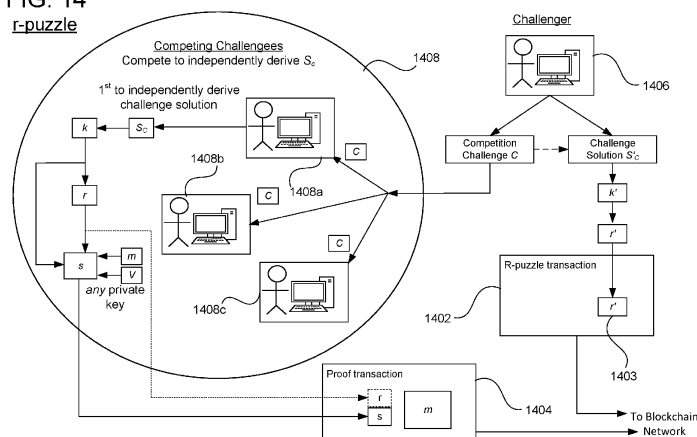 FIG. 14
r-puzzle
Competing Challengees
Compete to independently derive Sc
1408
1st to independently derive
challenge solution
k
SC
r
s
m
V
any private
key
1408b
C
C
C
1408a
1408c
Challenger
1406
Competition
Challenge C
Challenge
Solution S'C
k'
r'
R-puzzle transaction
r'
1402
1403
Proof transaction
r
s
m
1404
To Blockchain
Network